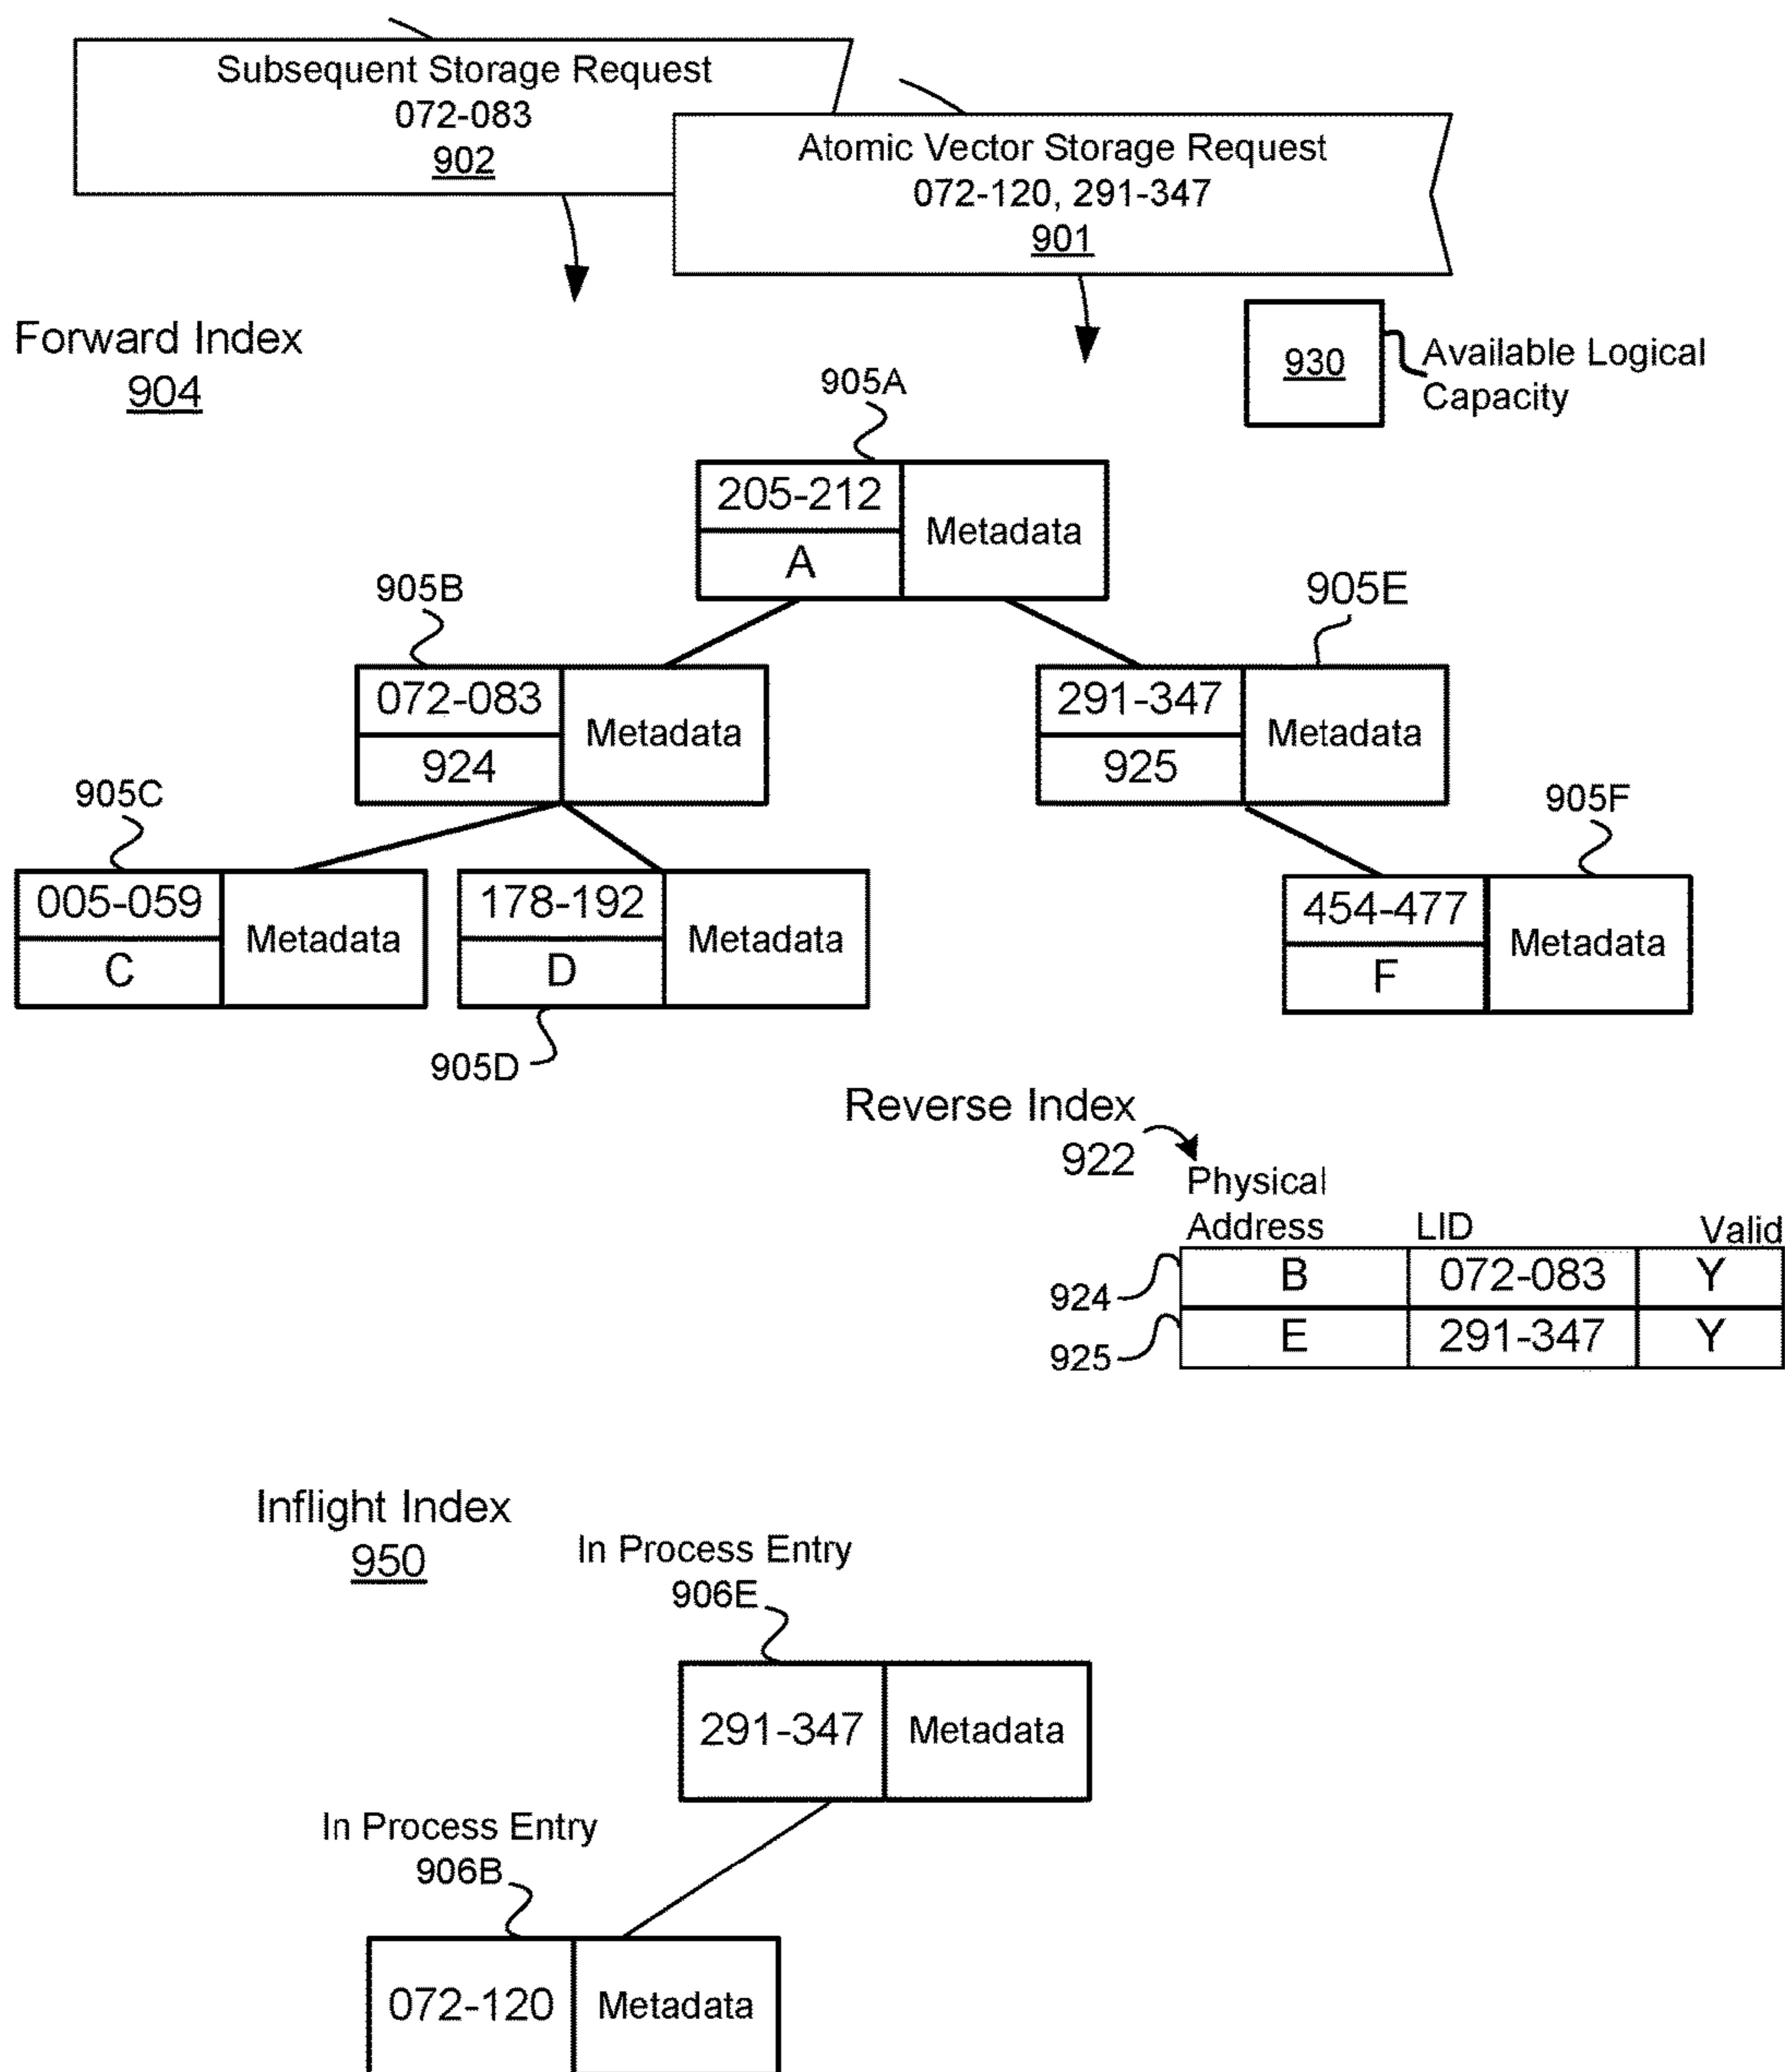 Subsequent Storage Request
072-083
902
Atomic Vector Storage Request
072-120, 291-347
901
Forward Index
904
930
Available Logical
Capacity
905A
205-212
A
Metadata
905B
072-083
924
Metadata
905E
291-347
925
Metadata
905C
005-059
C
Metadata
178-192
D
Metadata
905D
905F
454-477
F
Metadata
Reverse Index
922
Physical
Address LID Valid
924 B 072-083 Y
925 E 291-347 Y
Inflight Index
950
In Process Entry
906E
291-347 Metadata
In Process Entry
906B
072-120 Metadata